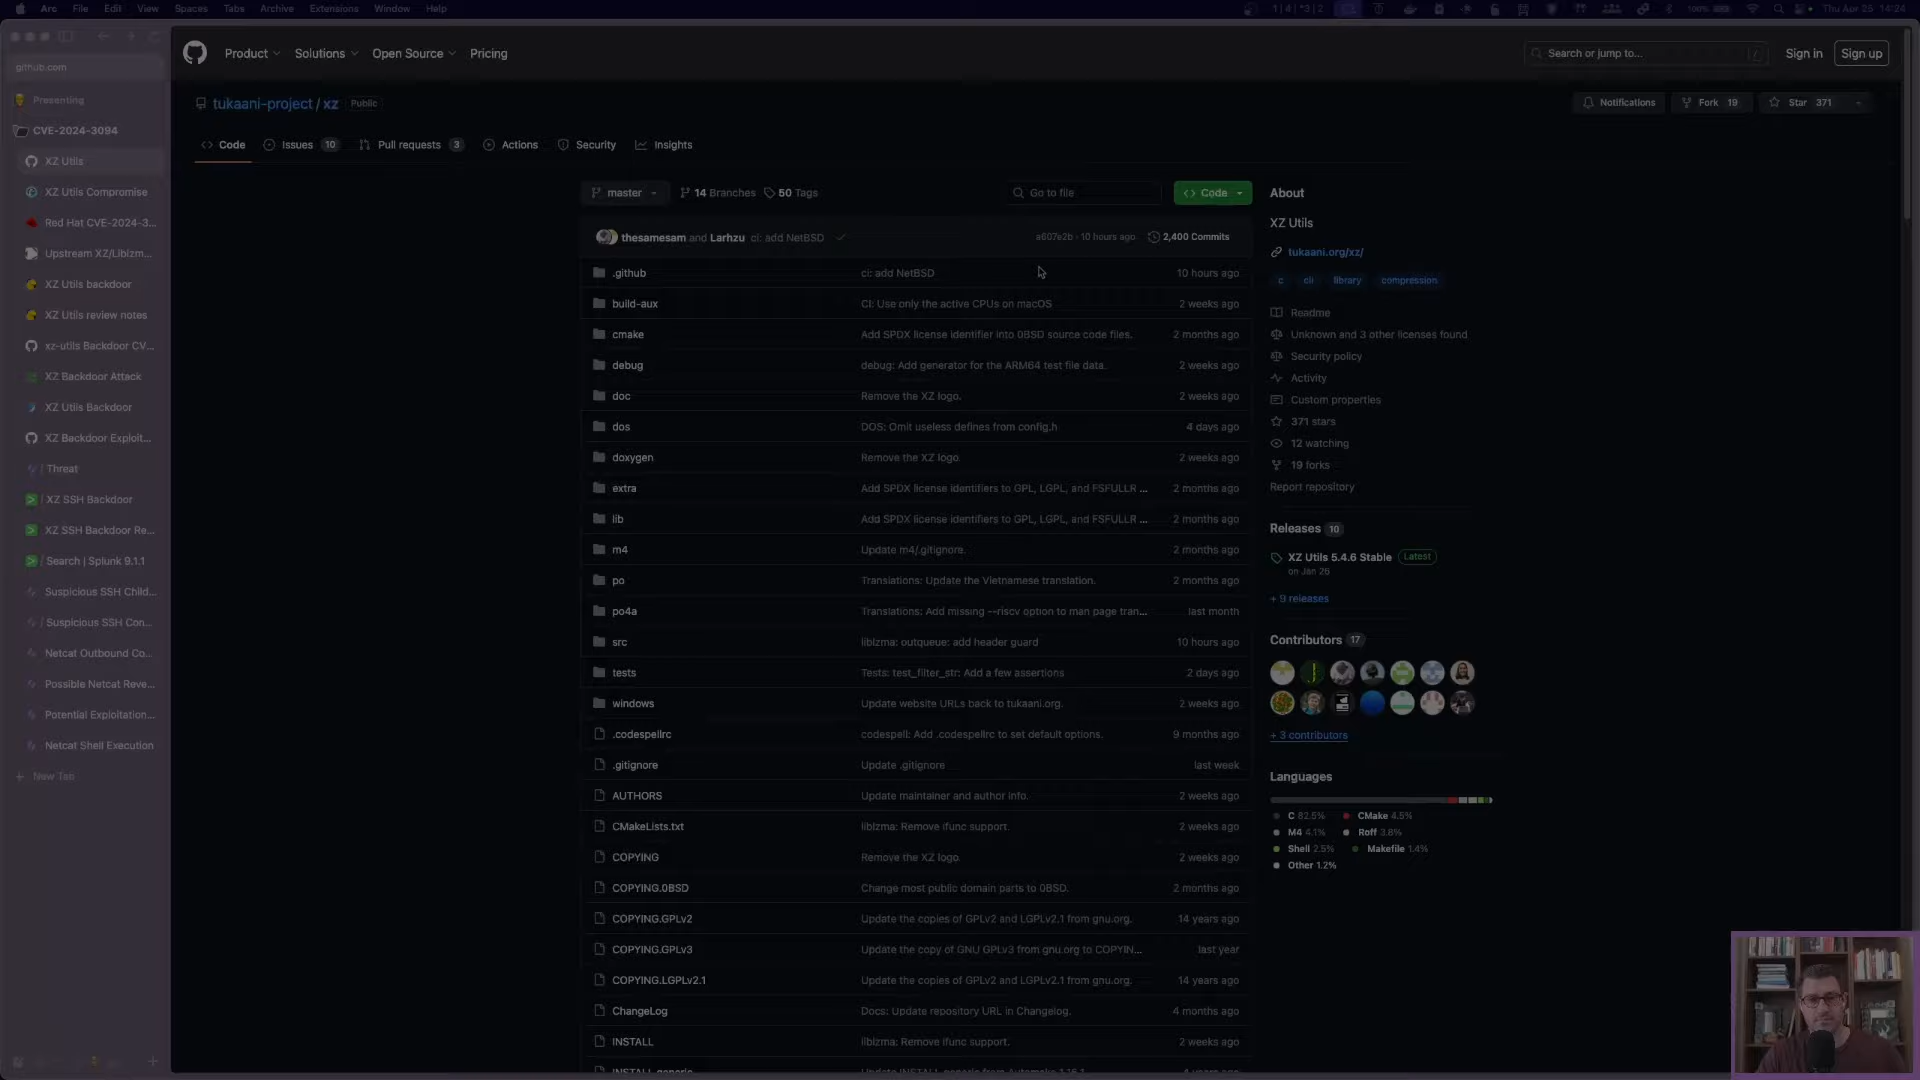 Arc File Edit View Spaces Tabs Archive Extensions Window Help 100% Thu Apr 25 14:24
github.com
Presenting
CVE-2024-3094
XZ Utils
XZ Utils Compromise
Red Hat CVE-2024-3...
Upstream XZ/Liblzm...
XZ Utils backdoor
XZ Utils review notes
xz-utils Backdoor CV...
XZ Backdoor Attack
XZ Utils Backdoor
XZ Backdoor Exploit...
/ Threat
/ XZ SSH Backdoor
XZ SSH Backdoor Re...
/ Search | Splunk 9.1.1
Suspicious SSH Child...
/ Suspicious SSH Con...
Netcat Outbound Co...
Possible Netcat Reve...
Potential Exploitation...
Netcat Shell Execution
+ New Tab
Product Solutions Open Source Pricing
Search or jump to... /
Sign in Sign up
tukaani-project / xz Public
Notifications Fork 19 Star 371
Code Issues 10 Pull requests 3 Actions Security Insights
master 14 Branches 50 Tags Go to file Code
thesamesam and Larhzu ci: add NetBSD a607e2b · 10 hours ago 2,400 Commits
.github ci: add NetBSD 10 hours ago
build-aux CI: Use only the active CPUs on macOS 2 weeks ago
cmake Add SPDX license identifier into 0BSD source code files. 2 months ago
debug debug: Add generator for the ARM64 test file data. 2 weeks ago
doc Remove the XZ logo. 2 weeks ago
dos DOS: Omit useless defines from config.h 4 days ago
doxygen Remove the XZ logo. 2 weeks ago
extra Add SPDX license identifiers to GPL, LGPL, and FSFULLR ... 2 months ago
lib Add SPDX license identifiers to GPL, LGPL, and FSFULLR ... 2 months ago
m4 Update m4/.gitignore. 2 months ago
po Translations: Update the Vietnamese translation. 2 months ago
po4a Translations: Add missing --riscv option to man page tran... last month
src liblzma: outqueue: add header guard 10 hours ago
tests Tests: test_filter_str: Add a few assertions 2 days ago
windows Update website URLs back to tukaani.org. 2 weeks ago
.codespellrc codespell: Add .codespellrc to set default options. 9 months ago
.gitignore Update .gitignore last week
AUTHORS Update maintainer and author info. 2 weeks ago
CMakeLists.txt liblzma: Remove ifunc support. 2 weeks ago
COPYING Remove the XZ logo. 2 weeks ago
COPYING.0BSD Change most public domain parts to 0BSD. 2 months ago
COPYING.GPLv2 Update the copies of GPLv2 and LGPLv2.1 from gnu.org. 14 years ago
COPYING.GPLv3 Update the copy of GNU GPLv3 from gnu.org to COPYIN... last year
COPYING.LGPLv2.1 Update the copies of GPLv2 and LGPLv2.1 from gnu.org. 14 years ago
ChangeLog Docs: Update repository URL in Changelog. 4 months ago
INSTALL liblzma: Remove ifunc support. 2 weeks ago
About
XZ Utils
tukaani.org/xz/
c cli library compression
Readme
Unknown and 3 other licenses found
Security policy
Activity
Custom properties
371 stars
12 watching
19 forks
Report repository
Releases 10
XZ Utils 5.4.6 Stable Latest
on Jan 26
+ 9 releases
Contributors 17
+ 3 contributors
Languages
C 82.5% CMake 4.5%
M4 4.1% Roff 3.8%
Shell 2.5% Makefile 1.4%
Other 1.2%